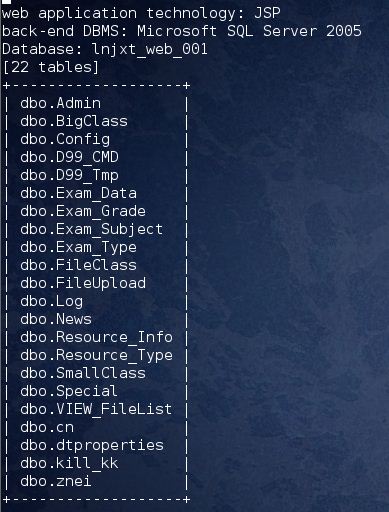 web application technology: JSP
back-end DBMS: Microsoft SQL Server 2005
Database: lnjxt_web_001
[22 tables]
+-------------------+
| dbo.Admin         |
| dbo.BigClass      |
| dbo.Config        |
| dbo.D99_CMD       |
| dbo.D99_Tmp       |
| dbo.Exam_Data     |
| dbo.Exam_Grade    |
| dbo.Exam_Subject  |
| dbo.Exam_Type     |
| dbo.FileClass     |
| dbo.FileUpload    |
| dbo.Log           |
| dbo.News          |
| dbo.Resource_Info |
| dbo.Resource_Type |
| dbo.SmallClass    |
| dbo.Special       |
| dbo.VIEW_FileList |
| dbo.cn            |
| dbo.dtproperties  |
| dbo.kill_kk       |
| dbo.znei          |
+-------------------+